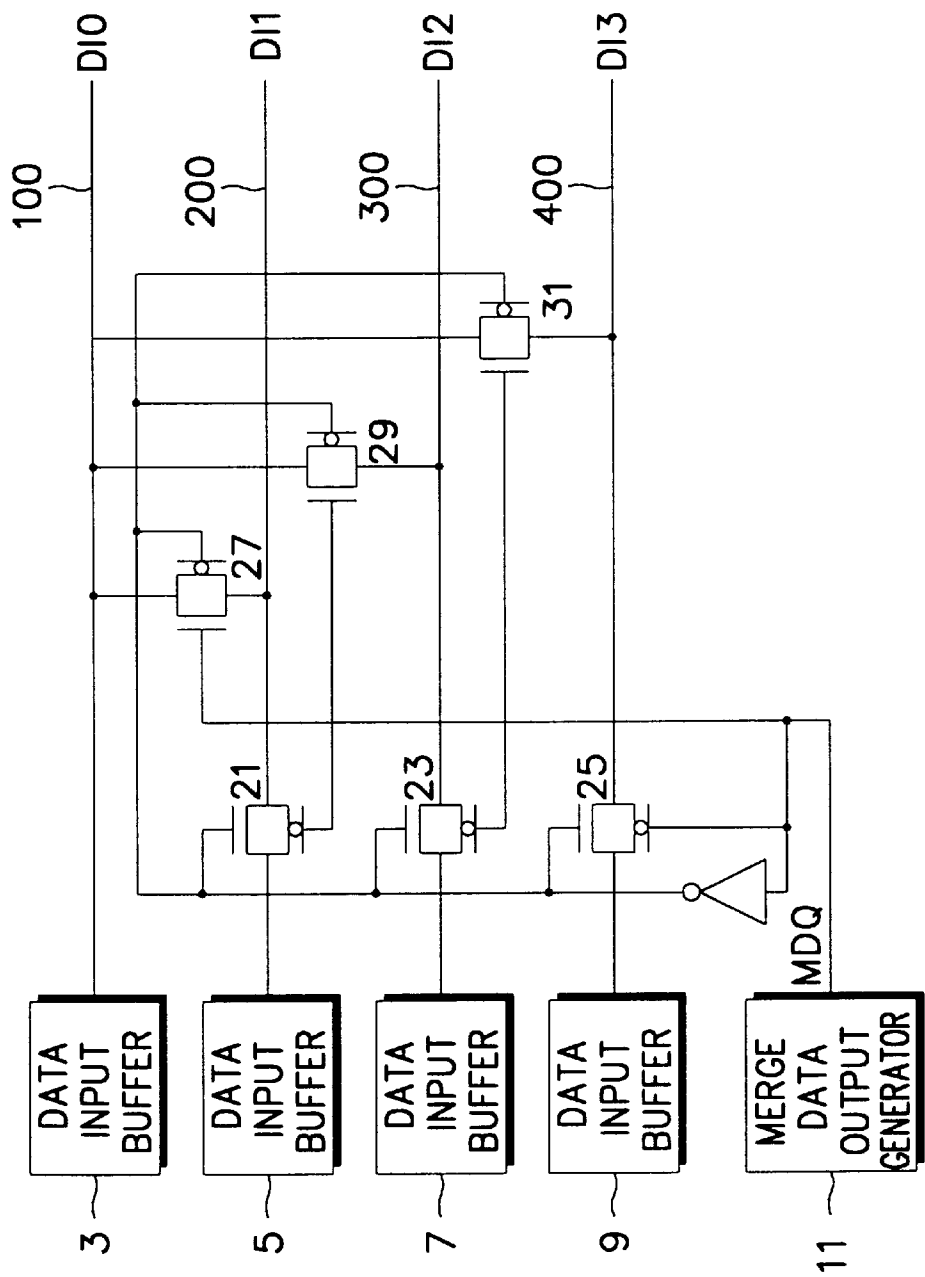 100
DI0
200
DI1
300
DI2
400
DI3
27
29
31
21
23
25
MDQ
3
DATA
INPUT
BUFFER
5
DATA
INPUT
BUFFER
7
DATA
INPUT
BUFFER
9
DATA
INPUT
BUFFER
11
MERGE
DATA
OUTPUT
GENERATOR